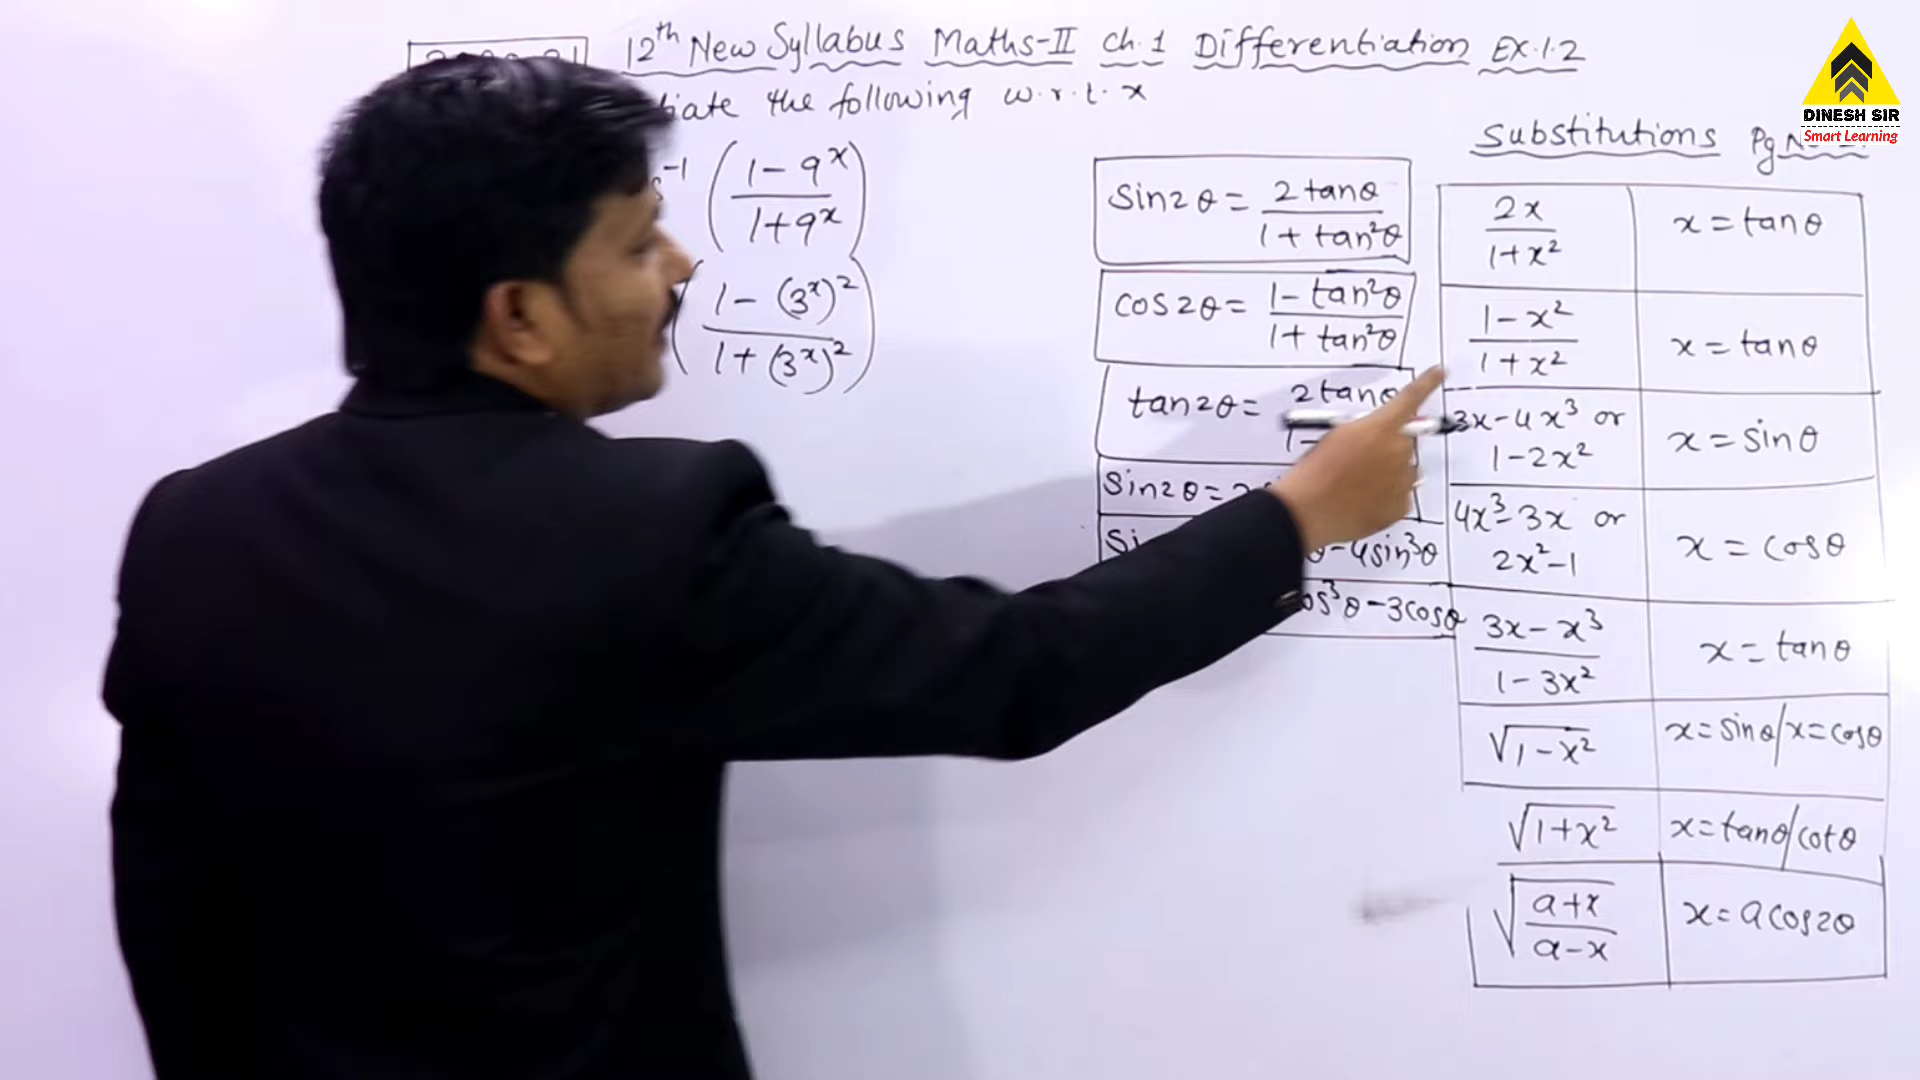 12th New Syllabus Maths-II Ch.1 Differentiation Ex.1.2
the following w.r.t. x
-1 (1-9^x / 1+9^x)
(1-(3^x)^2 / 1+(3^x)^2)
sin2θ = 2tanθ / 1+tan²θ
cos2θ = 1-tan²θ / 1+tan²θ
tan2θ = 2tanθ
sin2θ =
-4sin³θ
cos³θ-3cosθ
DINESH SIR
Smart Learning
Substitutions Pg No
2x / 1+x² x=tanθ
1-x² / 1+x² x=tanθ
3x-4x³ or
1-2x² x=sinθ
4x³-3x or
2x²-1 x=cosθ
3x-x³ / 1-3x² x=tanθ
√1-x² x=sinθ/x=cosθ
√1+x² x=tanθ/cotθ
√a+x / a-x x=acos2θ